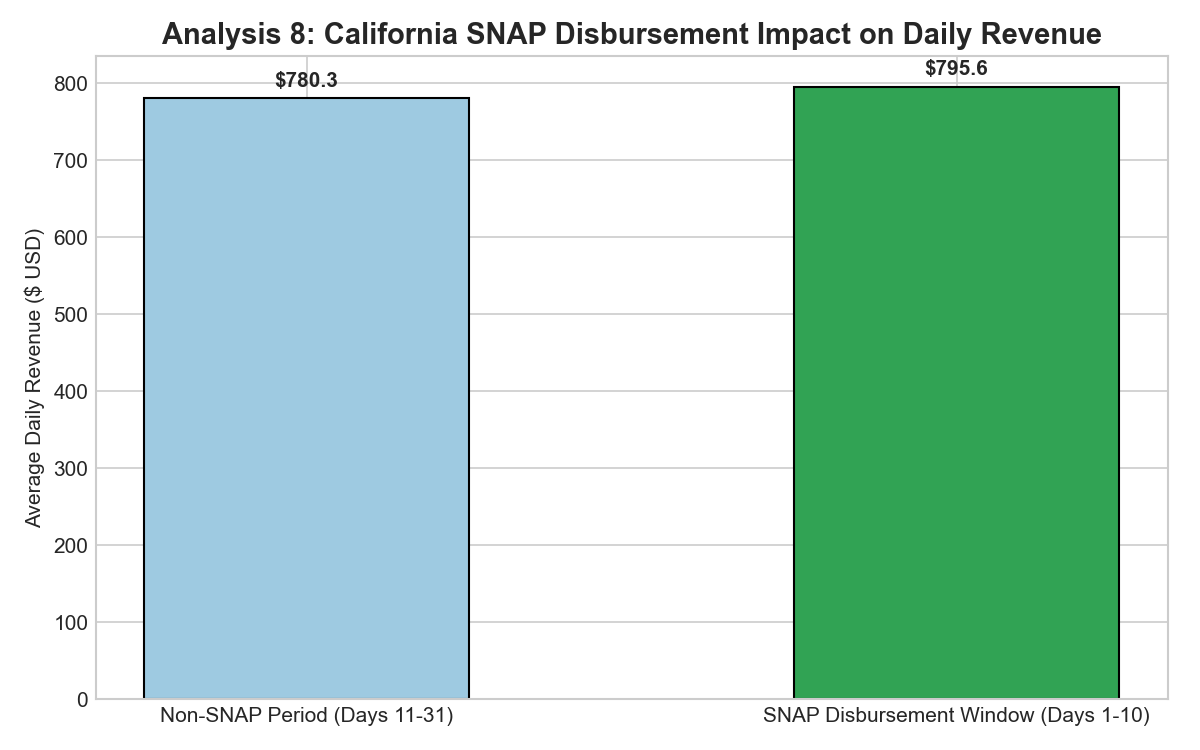 Analysis 8: California SNAP Disbursement Impact on Daily Revenue
Average Daily Revenue ($ USD)
800
700
600
500
400
300
200
100
0
$780.3
$795.6
Non-SNAP Period (Days 11-31)
SNAP Disbursement Window (Days 1-10)